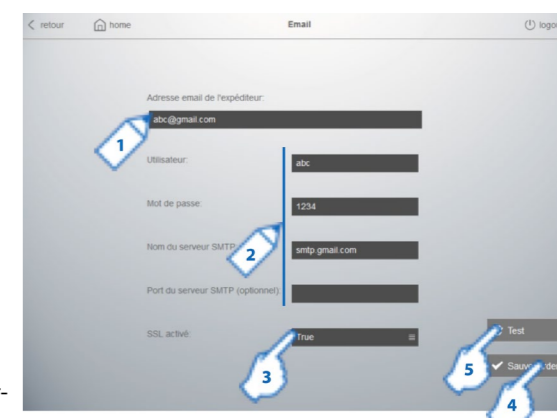 retour home Email
Adresse email de l'expéditeur:
abc@gmail.com
1
Utilisateur: abc
Mot de passe: 1234
Nom du serveur SMTP smtp.gmail.com
2
Port du serveur SMTP (optionnel):
SSL activé: True
3
Test
5
4